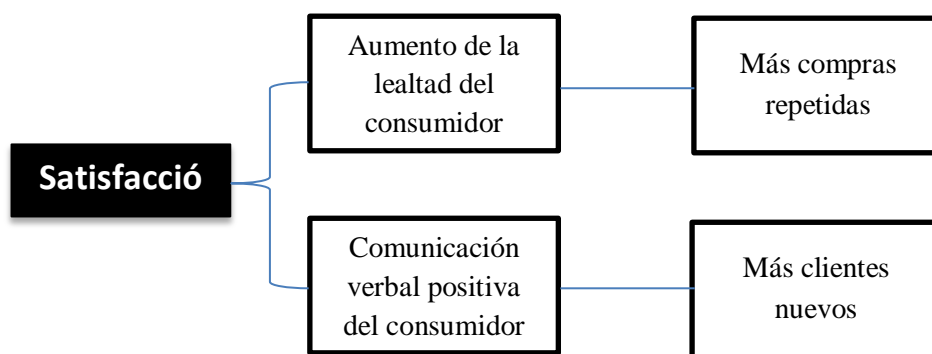 Satisfacció
Aumento de la
lealtad del
consumidor
Más compras
repetidas
Comunicación
verbal positiva
del consumidor
Más clientes
nuevos